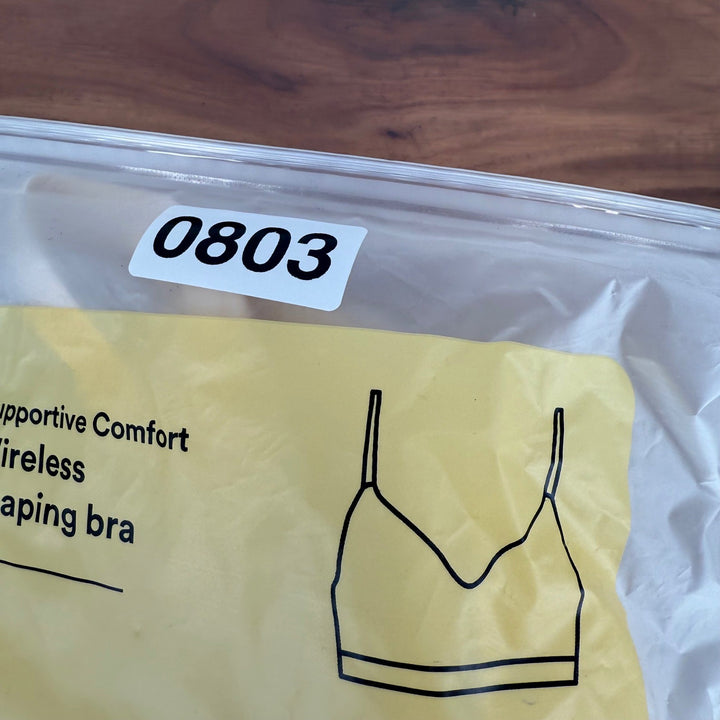 0803
upportive Comfort
ireless
aping bra